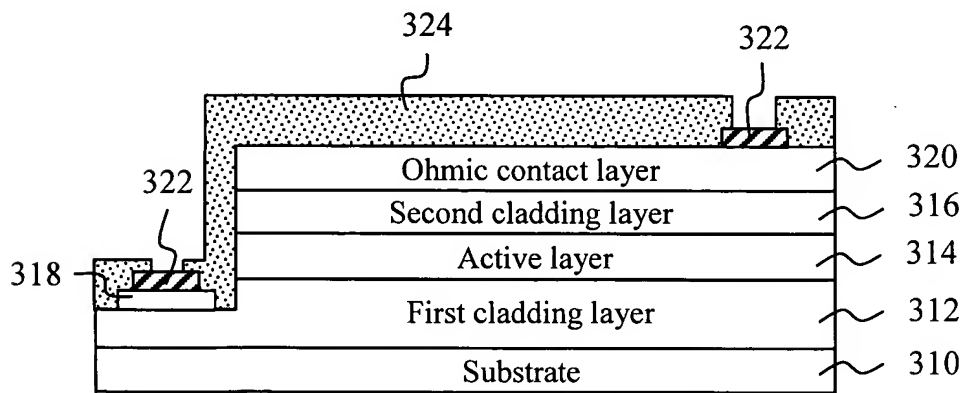 324
322
Ohmic contact layer
320
322
Second cladding layer
316
318
Active layer
314
First cladding layer
312
Substrate
310